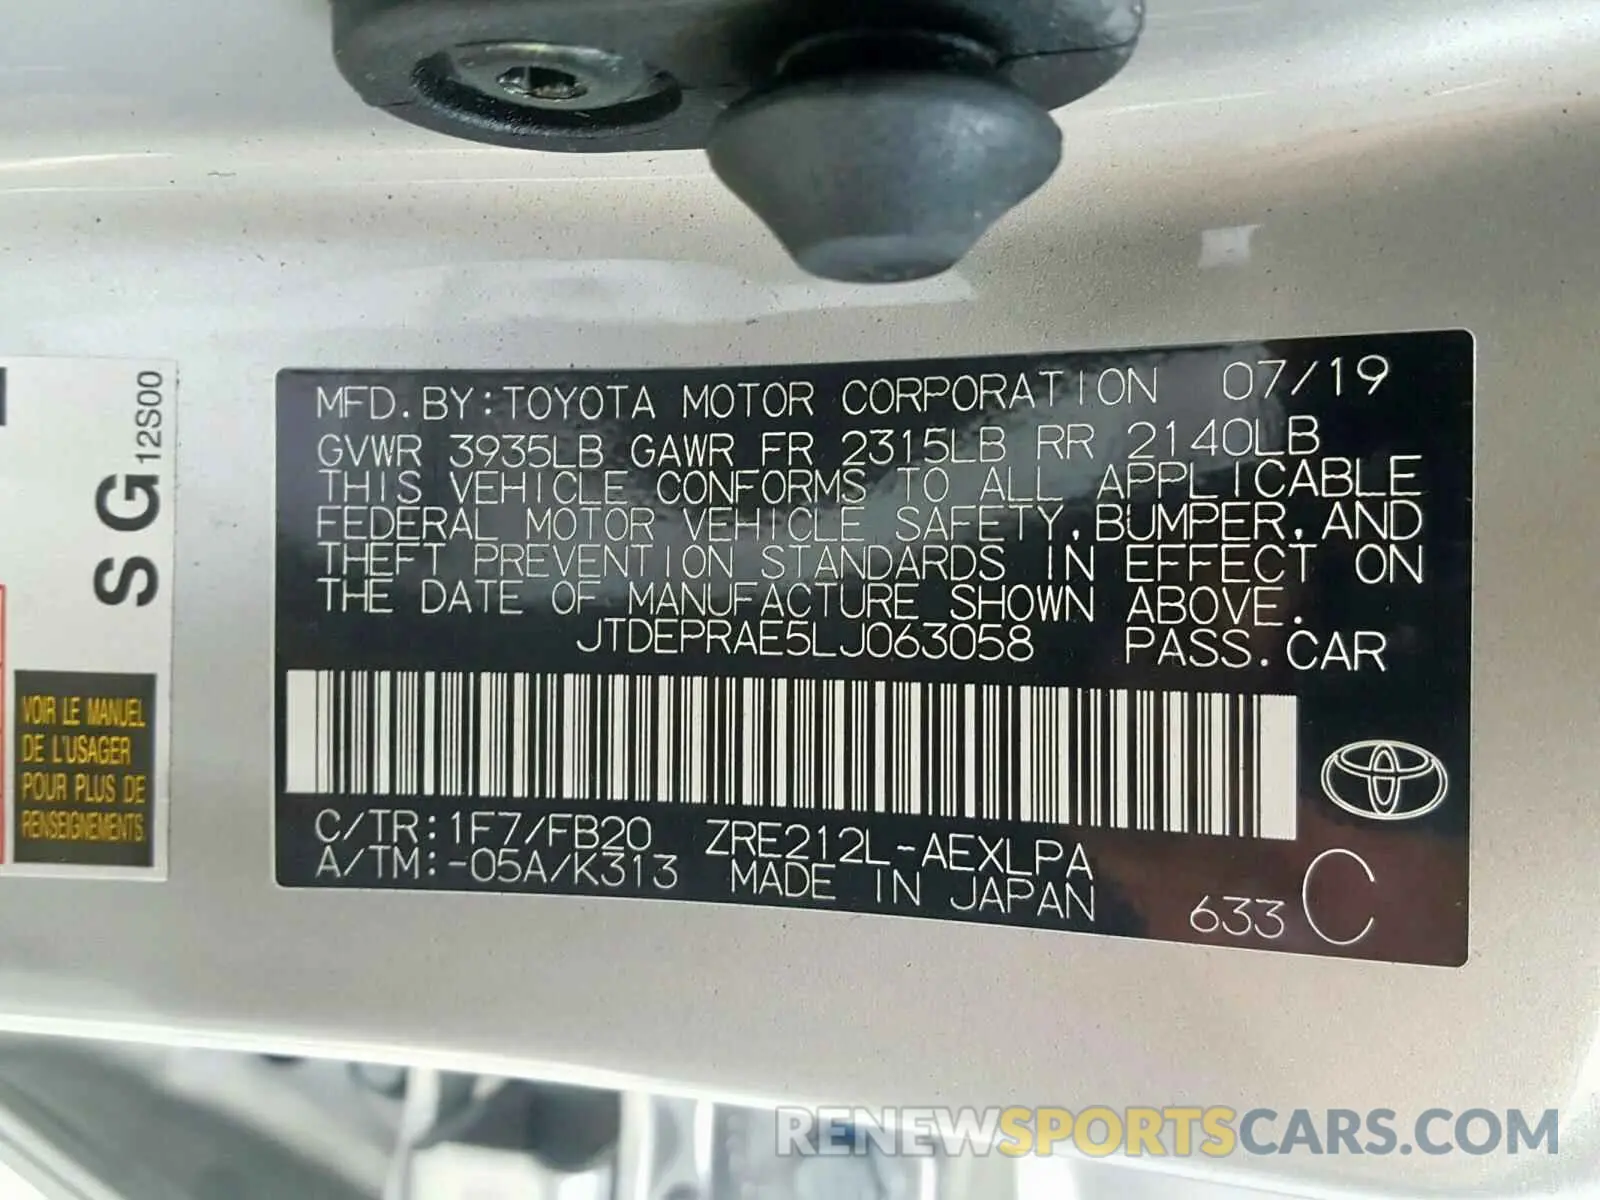 MFD. BY: TOYOTA MOTOR CORPORATION 07/19
GVWR 3935LB GAWR FR 2315LB RR 2140LB
THIS VEHICLE CONFORMS TO ALL APPLICABLE
FEDERAL MOTOR VEHICLE SAFETY, BUMPER, AND
THEFT PREVENTION STANDARDS IN EFFECT ON
THE DATE OF MANUFACTURE SHOWN ABOVE.
JTDEPRAE5LJ063058 PASS. CAR
C/TR: 1F7/FB20 ZRE212L-AEXLPA
A/TM: -05A/K313 MADE IN JAPAN
633 C
SG
12S00
VOIR LE MANUEL
DE L'USAGER
POUR PLUS DE
RENSEIGNEMENTS.
RENEWSPORTSCARS.COM